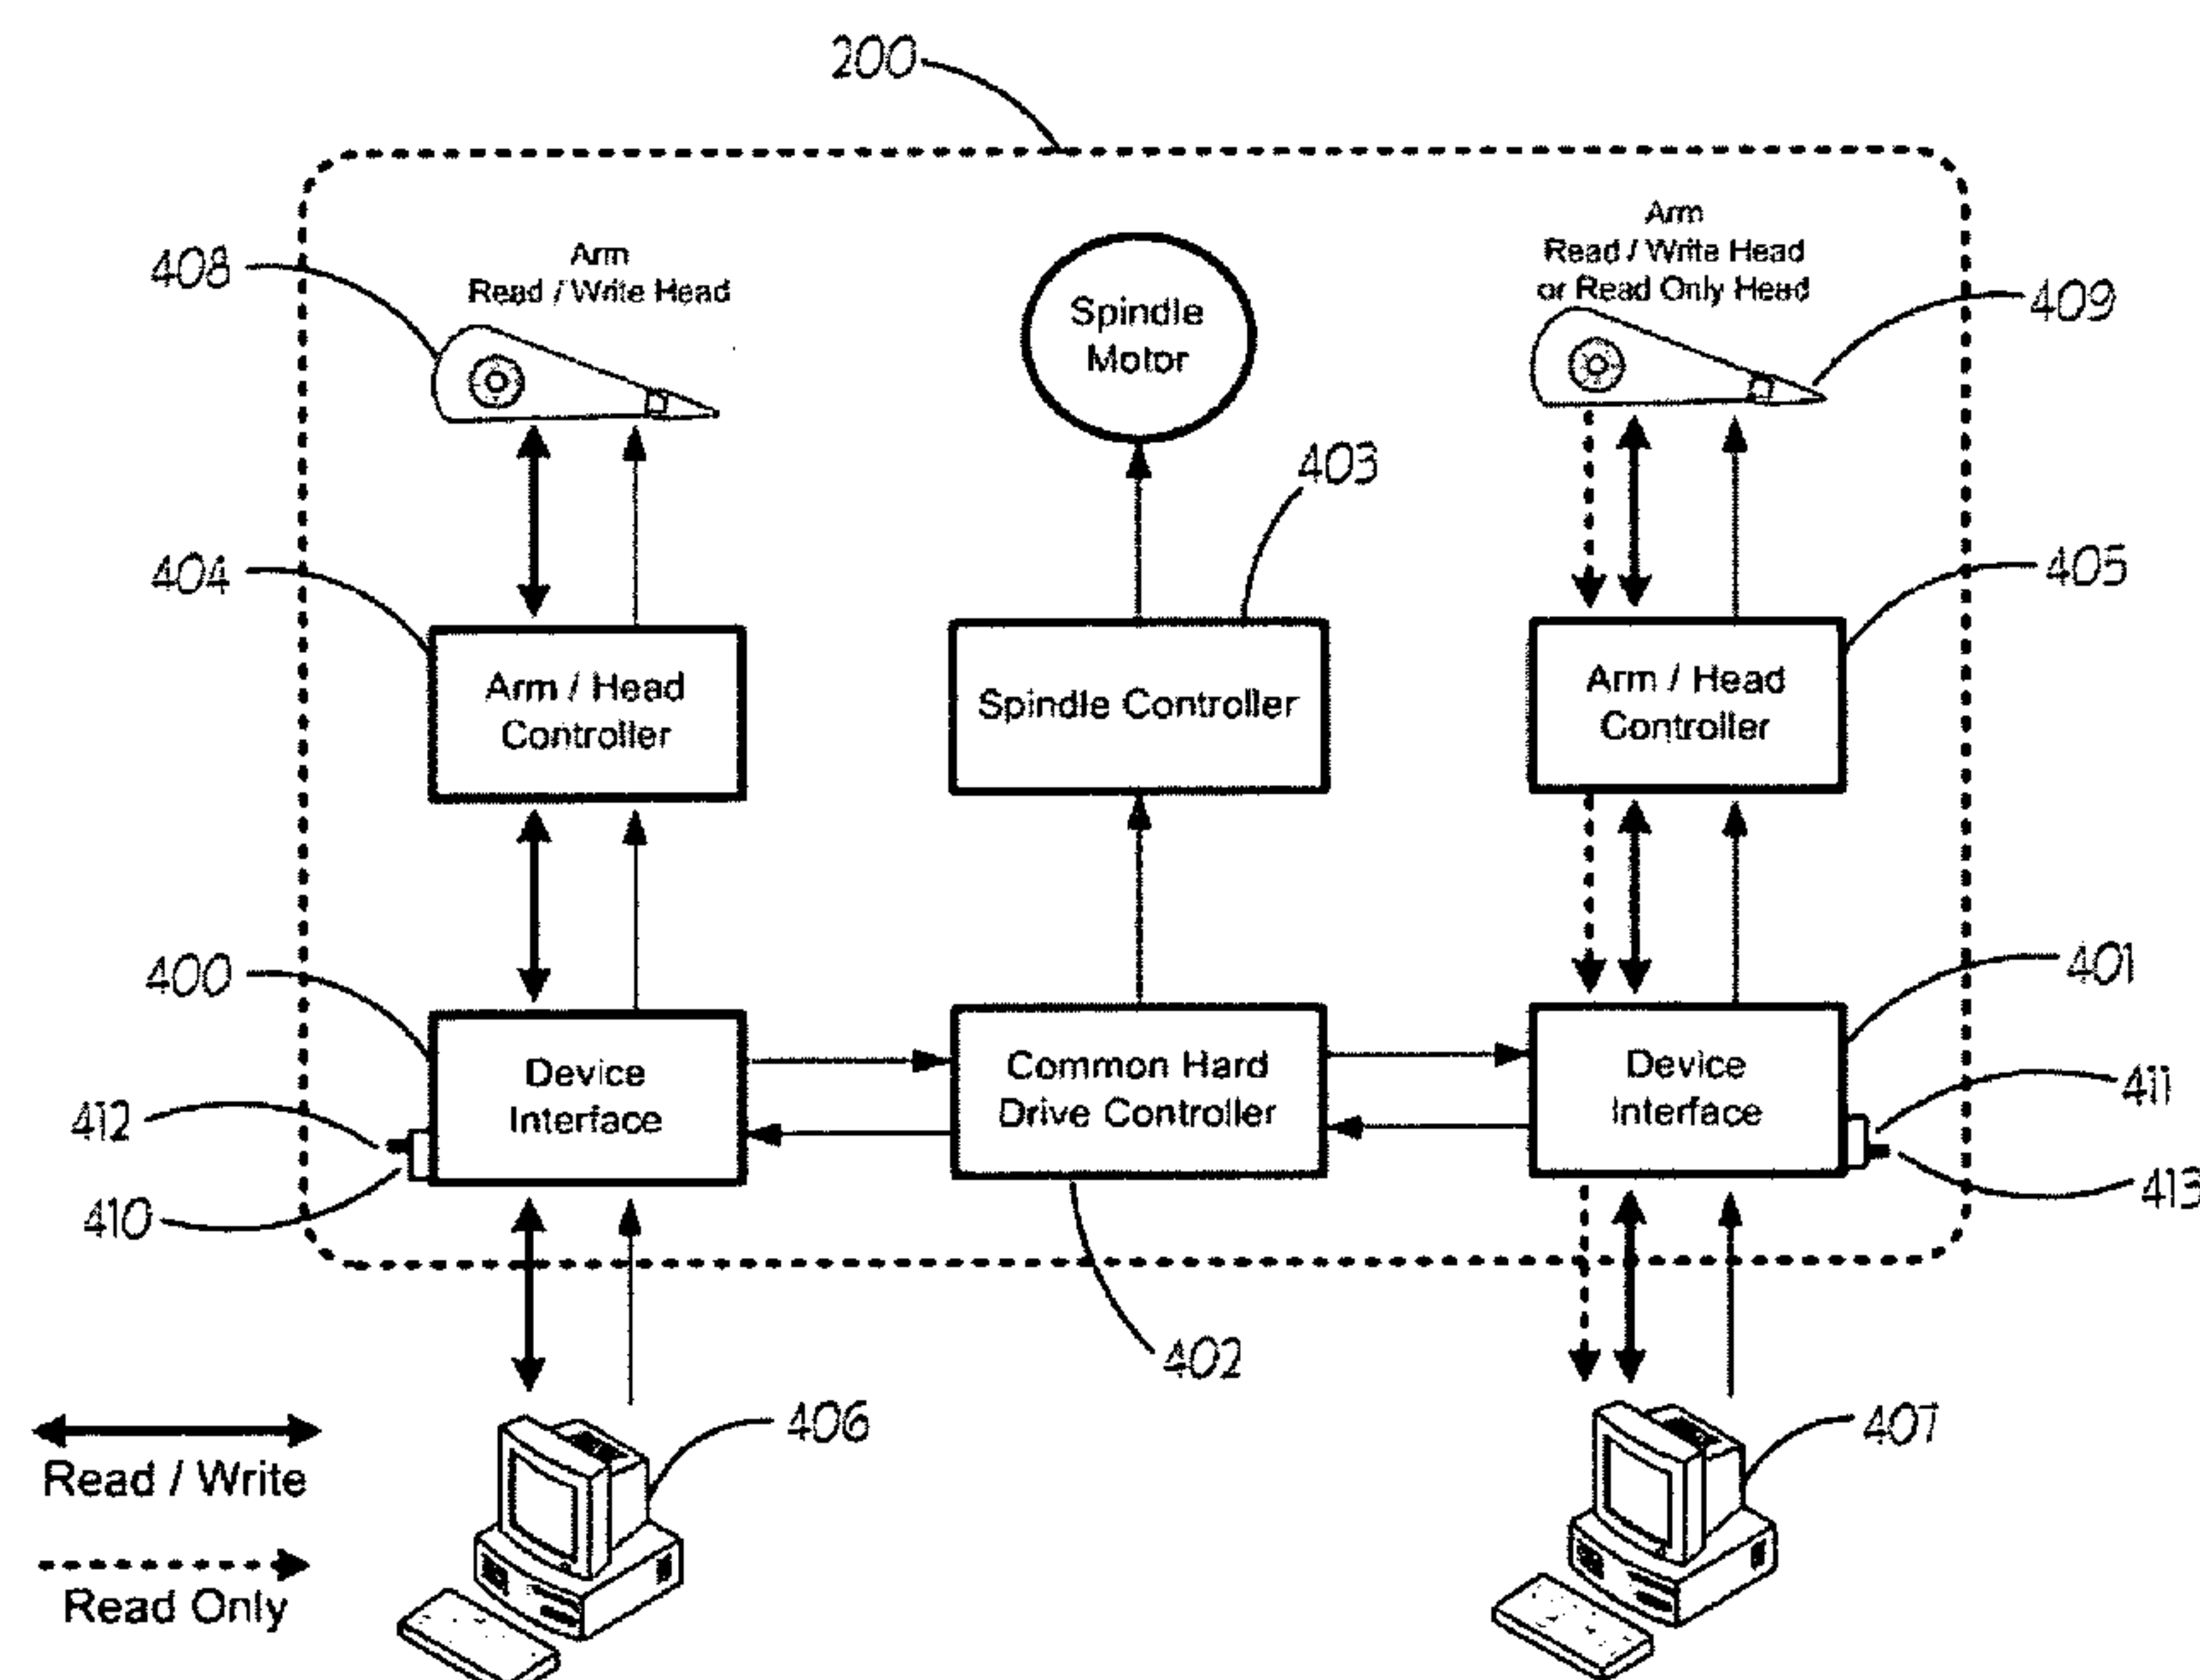 200
Arm
Read / Write Head
408
Spindle
Motor
Arm
Read / Write Head
or Read Only Head
409
403
404
Arm / Head
Controller
Spindle Controller
Arm / Head
Controller
405
400
Device
Interface
Common Hard
Drive Controller
Device
Interface
401
411
412
410
413
402
406
407
Read / Write
Read Only